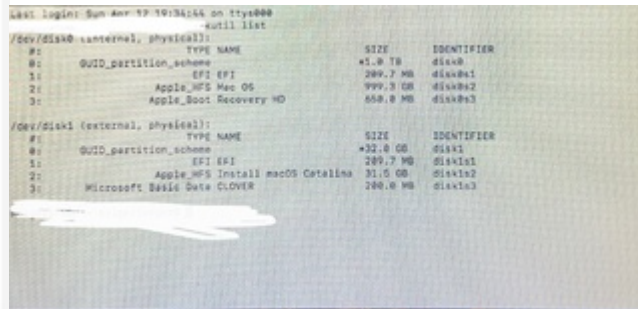 Last login: Sun Apr 12 19:34:44 on ttys000
-kutil list
/dev/disk0 (internal, physical):
#: TYPE NAME SIZE IDENTIFIER
0: GUID_partition_scheme *1.0 TB disk0
1: EFI EFI 209.7 MB disk0s1
2: Apple_HFS Mac OS 999.3 GB disk0s2
3: Apple_Boot Recovery HD 650.0 MB disk0s3
/dev/disk1 (external, physical):
#: TYPE NAME SIZE IDENTIFIER
0: GUID_partition_scheme *32.0 GB disk1
1: EFI EFI 209.7 MB disk1s1
2: Apple_HFS Install macOS Catalina 31.5 GB disk1s2
3: Microsoft Basic Data CLOVER 200.0 MB disk1s3